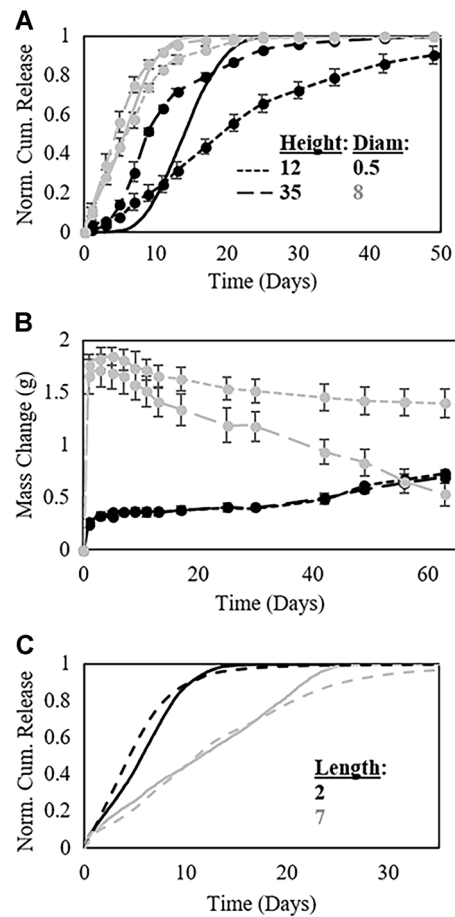 A
Norm. Cum. Release
1
0.8
0.6
0.4
0.2
0
Height: Diam:
12 0.5
35 8
0 10 20 30 40 50
Time (Days)
B
Mass Change (g)
2
1.5
1
0.5
0
0 20 40 60
Time (Days)
C
Norm. Cum. Release
1
0.8
0.6
0.4
0.2
0
Length:
2
7
0 10 20 30
Time (Days)